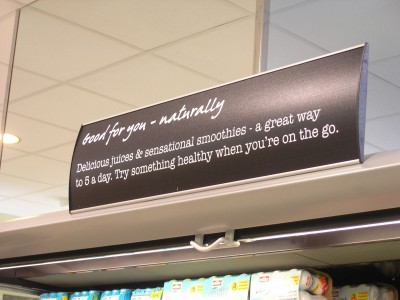 Good for you - naturally
Delicious juices & sensational smoothies - a great way
to 5 a day. Try something healthy when you're on the go.